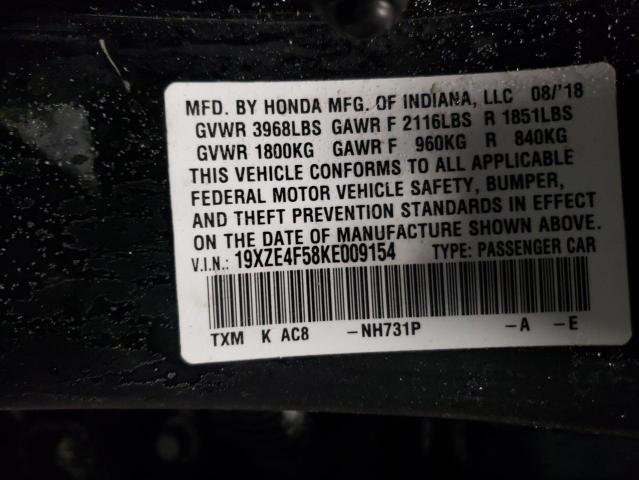 MFD. BY HONDA MFG. OF INDIANA, LLC 08/'18
GVWR 3968LBS GAWR F 2116LBS R 1851LBS
GVWR 1800KG GAWR F 960KG R 840KG
THIS VEHICLE CONFORMS TO ALL APPLICABLE
FEDERAL MOTOR VEHICLE SAFETY, BUMPER,
AND THEFT PREVENTION STANDARDS IN EFFECT
ON THE DATE OF MANUFACTURE SHOWN ABOVE.
V.I.N.: 19XZE4F58KE009154 TYPE: PASSENGER CAR
TXM K AC8 -NH731P -A -E